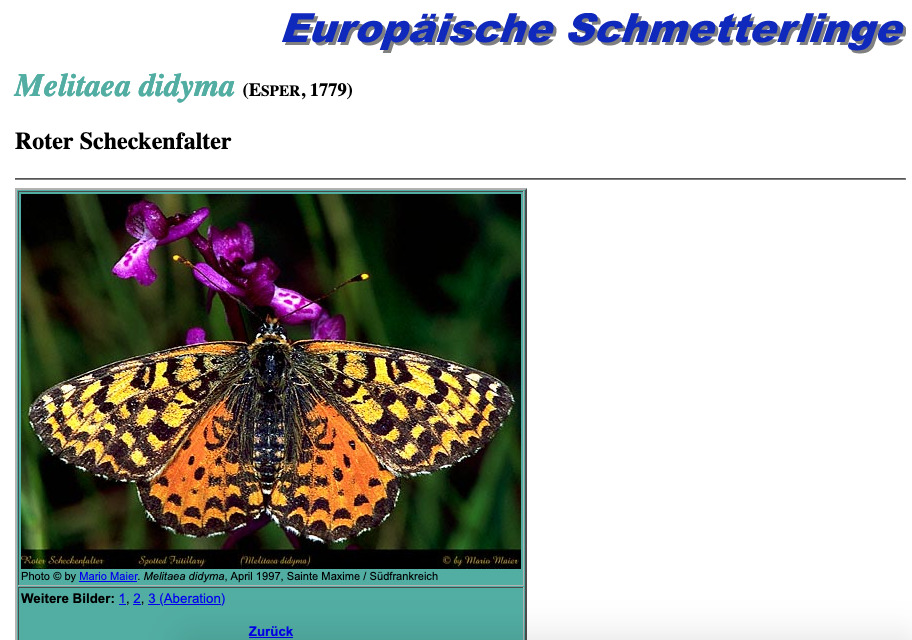 Europäische Schmetterlinge
Melitaea didyma (ESPER, 1779)
Roter Scheckenfalter
Roter Scheckenfalter Spotted Fritillary (Melitaea didyma) © by Mario Maier
Photo © by Mario Maier. Melitaea didyma, April 1997, Sainte Maxime / Südfrankreich
Weitere Bilder: 1, 2, 3 (Aberation)
Zurück